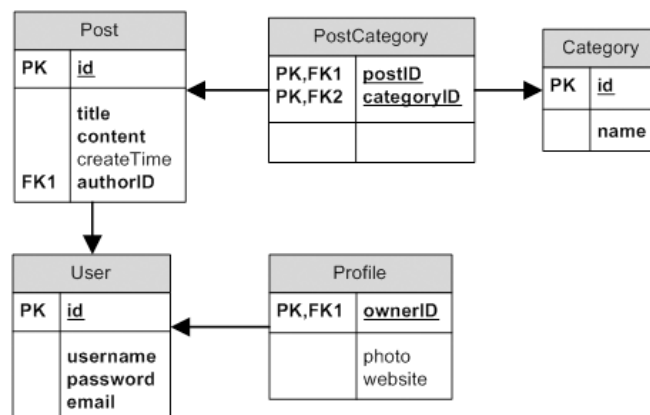 Post
PK id
title
content
createTime
FK1 authorID
PostCategory
PK,FK1 postID
PK,FK2 categoryID
Category
PK id
name
User
PK id
username
password
email
Profile
PK,FK1 ownerID
photo
website